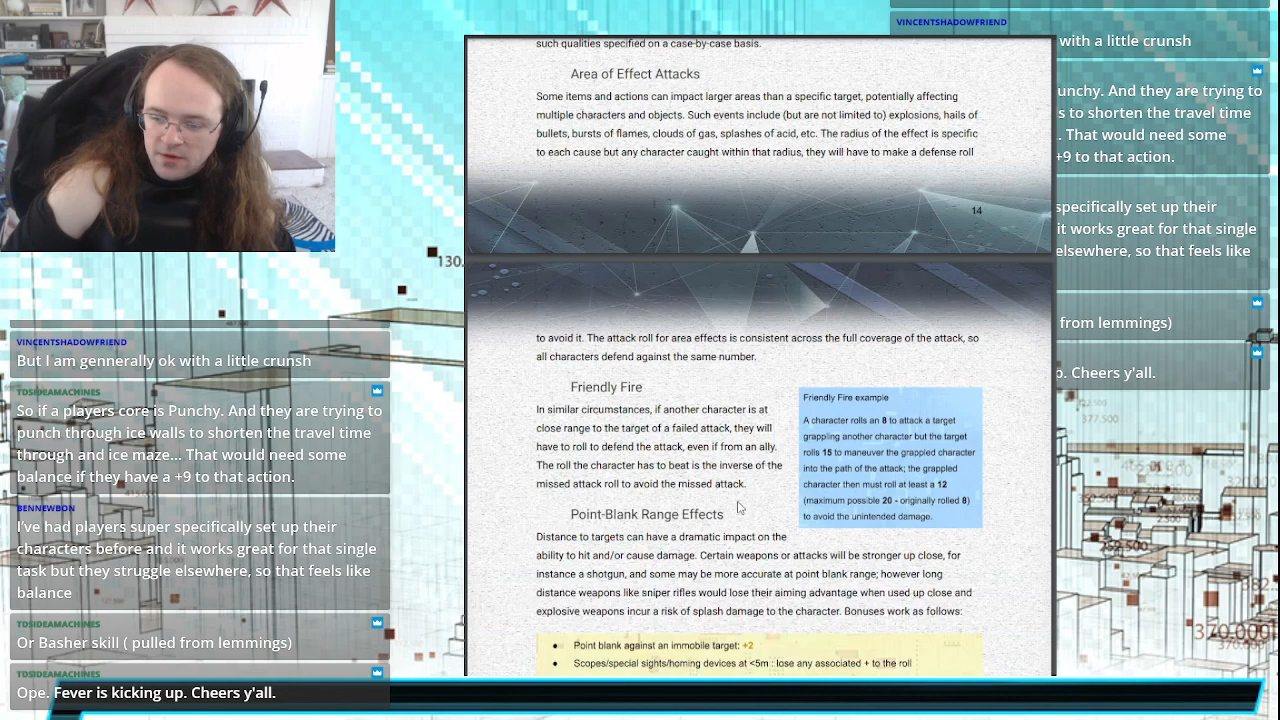 VINCENTSHADOWFRIEND
with a little crunsh
unchy. And they are trying to
s to shorten the travel time
. That would need some
+9 to that action.
specifically set up their
it works great for that single
elsewhere, so that feels like
from lemmings)
o. Cheers y'all.
such qualities specified on a case-by-case basis.
Area of Effect Attacks
Some items and actions can impact larger areas than a specific target, potentially affecting
multiple characters and objects. Such events include (but are not limited to) explosions, hails of
bullets, bursts of flames, clouds of gas, splashes of acid, etc. The radius of the effect is specific
to each cause but any character caught within that radius, they will have to make a defense roll
14
to avoid it. The attack roll for area effects is consistent across the full coverage of the attack, so
all characters defend against the same number.
Friendly Fire
In similar circumstances, if another character is at
close range to the target of a failed attack, they will
have to roll to defend the attack, even if from an ally.
The roll the character has to beat is the inverse of the
missed attack roll to avoid the missed attack.
Friendly Fire example
A character rolls an 8 to attack a target
grappling another character but the target
rolls 15 to maneuver the grappled character
into the path of the attack; the grappled
character then must roll at least a 12
(maximum possible 20 - originally rolled 8)
to avoid the unintended damage.
Point-Blank Range Effects
Distance to targets can have a dramatic impact on the
ability to hit and/or cause damage. Certain weapons or attacks will be stronger up close, for
instance a shotgun, and some may be more accurate at point blank range; however long
distance weapons like sniper rifles would lose their aiming advantage when used up close and
explosive weapons incur a risk of splash damage to the character. Bonuses work as follows:
● Point blank against an immobile target: +2
● Scopes/special sights/homing devices at <5m : lose any associated + to the roll
VINCENTSHADOWFRIEND
But I am gennerally ok with a little crunsh
TDSIDEAMACHINES
So if a players core is Punchy. And they are trying to
punch through ice walls to shorten the travel time
through and ice maze... That would need some
balance if they have a +9 to that action.
BENNEWBON
I've had players super specifically set up their
characters before and it works great for that single
task but they struggle elsewhere, so that feels like
balance
TDSIDEAMACHINES
Or Basher skill ( pulled from lemmings)
TDSIDEAMACHINES
Ope. Fever is kicking up. Cheers y'all.
130.
377.500
370.000